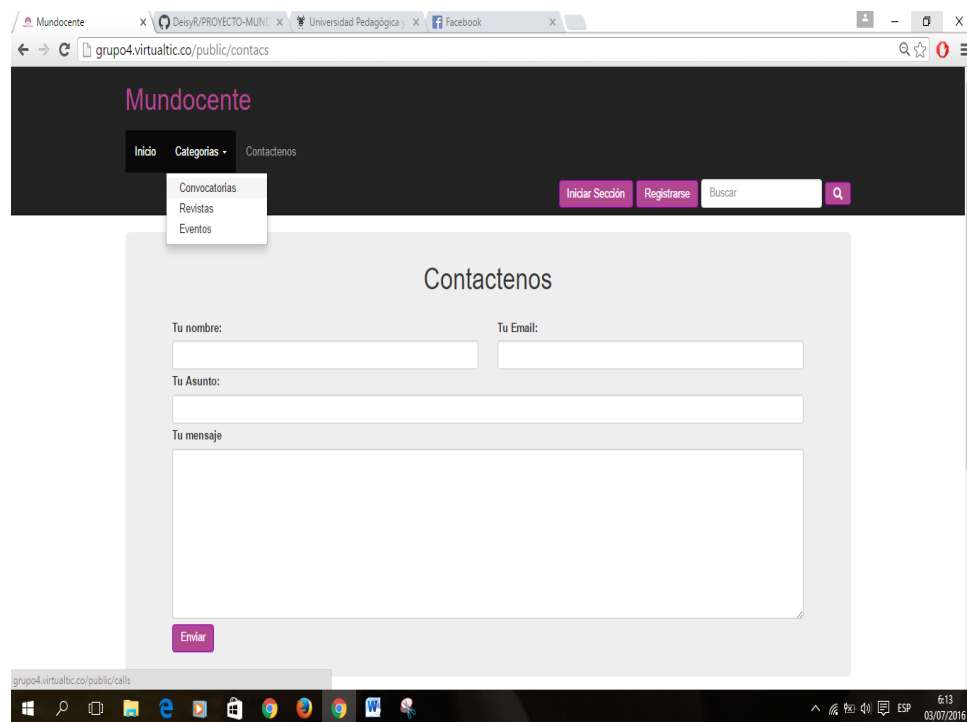 Mundocente
DeisyR/PROYECTO-MUND
Universidad Pedagógica y
Facebook
grupo4.virtualtic.co/public/contacs
Mundocente
Inicio
Categorias
Contactenos
Convocatorias
Revistas
Eventos
Iniciar Sección
Registrarse
Buscar
Contactenos
Tu nombre:
Tu Email:
Tu Asunto:
Tu mensaje
Enviar
grupo4.virtualtic.co/public/calls
ESP
6:13
03/07/2016